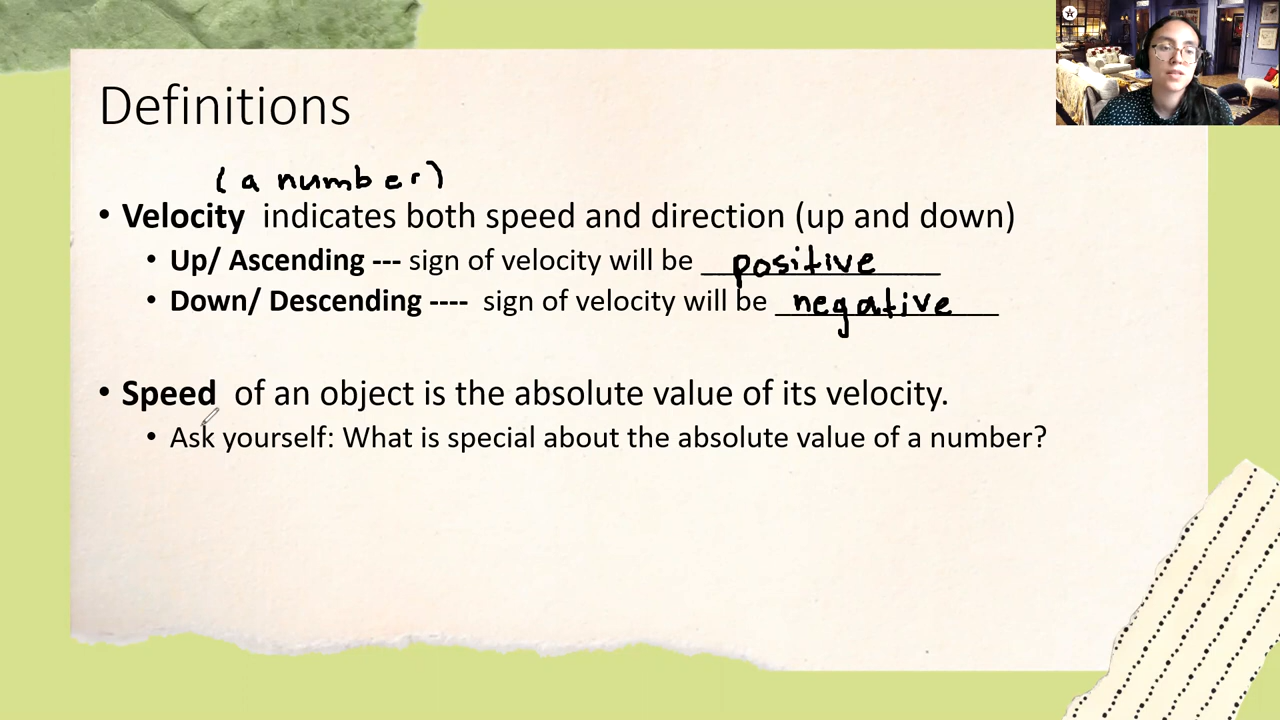 Definitions
(a number)
• Velocity indicates both speed and direction (up and down)
• Up/ Ascending --- sign of velocity will be positive
• Down/ Descending ---- sign of velocity will be negative
• Speed of an object is the absolute value of its velocity.
• Ask yourself: What is special about the absolute value of a number?